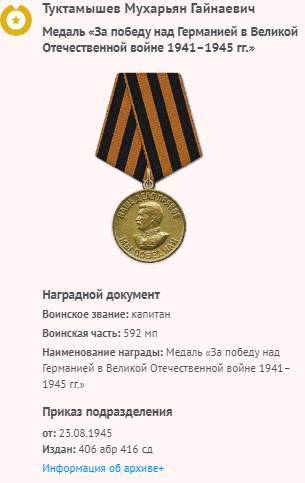 Туктамышев Мухарьян Гайнаевич
Медаль «За победу над Германией в Великой
Отечественной войне 1941–1945 гг.»
НАШЕ ДЕЛО ПРАВОЕ
МЫ ПОБЕДИЛИ
Наградной документ
Воинское звание: капитан
Воинская часть: 592 мп
Наименование награды: Медаль «За победу над
Германией в Великой Отечественной войне 1941–
1945 гг.»
Приказ подразделения
от: 23.08.1945
Издан: 406 абр 416 сд
Информация об архиве+